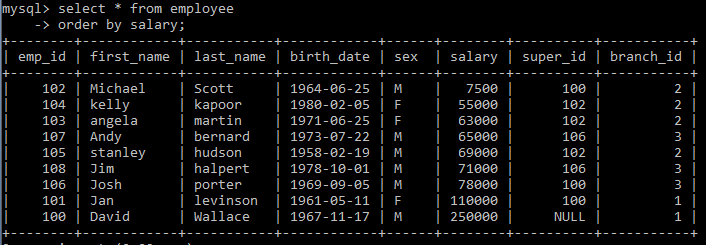 mysql> select * from employee
    -> order by salary;
+--------+------------+-----------+------------+------+--------+----------+-----------+
| emp_id | first_name | last_name | birth_date | sex  | salary | super_id | branch_id |
+--------+------------+-----------+------------+------+--------+----------+-----------+
|    102 | Michael    | Scott     | 1964-06-25 | M    |   7500 |      100 |         2 |
|    104 | kelly      | kapoor    | 1980-02-05 | F    |  55000 |      102 |         2 |
|    103 | angela     | martin    | 1971-06-25 | F    |  63000 |      102 |         2 |
|    107 | Andy       | bernard   | 1973-07-22 | M    |  65000 |      106 |         3 |
|    105 | stanley    | hudson    | 1958-02-19 | M    |  69000 |      102 |         2 |
|    108 | Jim        | halpert   | 1978-10-01 | M    |  71000 |      106 |         3 |
|    106 | Josh       | porter    | 1969-09-05 | M    |  78000 |      100 |         3 |
|    101 | Jan        | levinson  | 1961-05-11 | F    | 110000 |      100 |         1 |
|    100 | David      | Wallace   | 1967-11-17 | M    | 250000 |     NULL |         1 |
+--------+------------+-----------+------------+------+--------+----------+-----------+